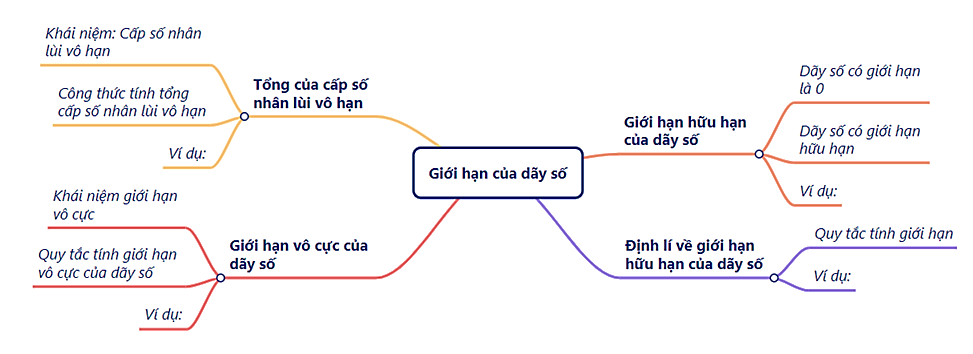 Giới hạn của dãy số
Giới hạn hữu hạn
của dãy số
Dãy số có giới hạn
là 0
Dãy số có giới hạn
hữu hạn
Ví dụ:
Định lí về giới hạn
hữu hạn của dãy số
Quy tắc tính giới hạn
Ví dụ:
Tổng của cấp số
nhân lùi vô hạn
Khái niệm: Cấp số nhân
lùi vô hạn
Công thức tính tổng
cấp số nhân lùi vô hạn
Ví dụ:
Giới hạn vô cực của
dãy số
Khái niệm giới hạn
vô cực
Quy tắc tính giới hạn
vô cực của dãy số
Ví dụ: